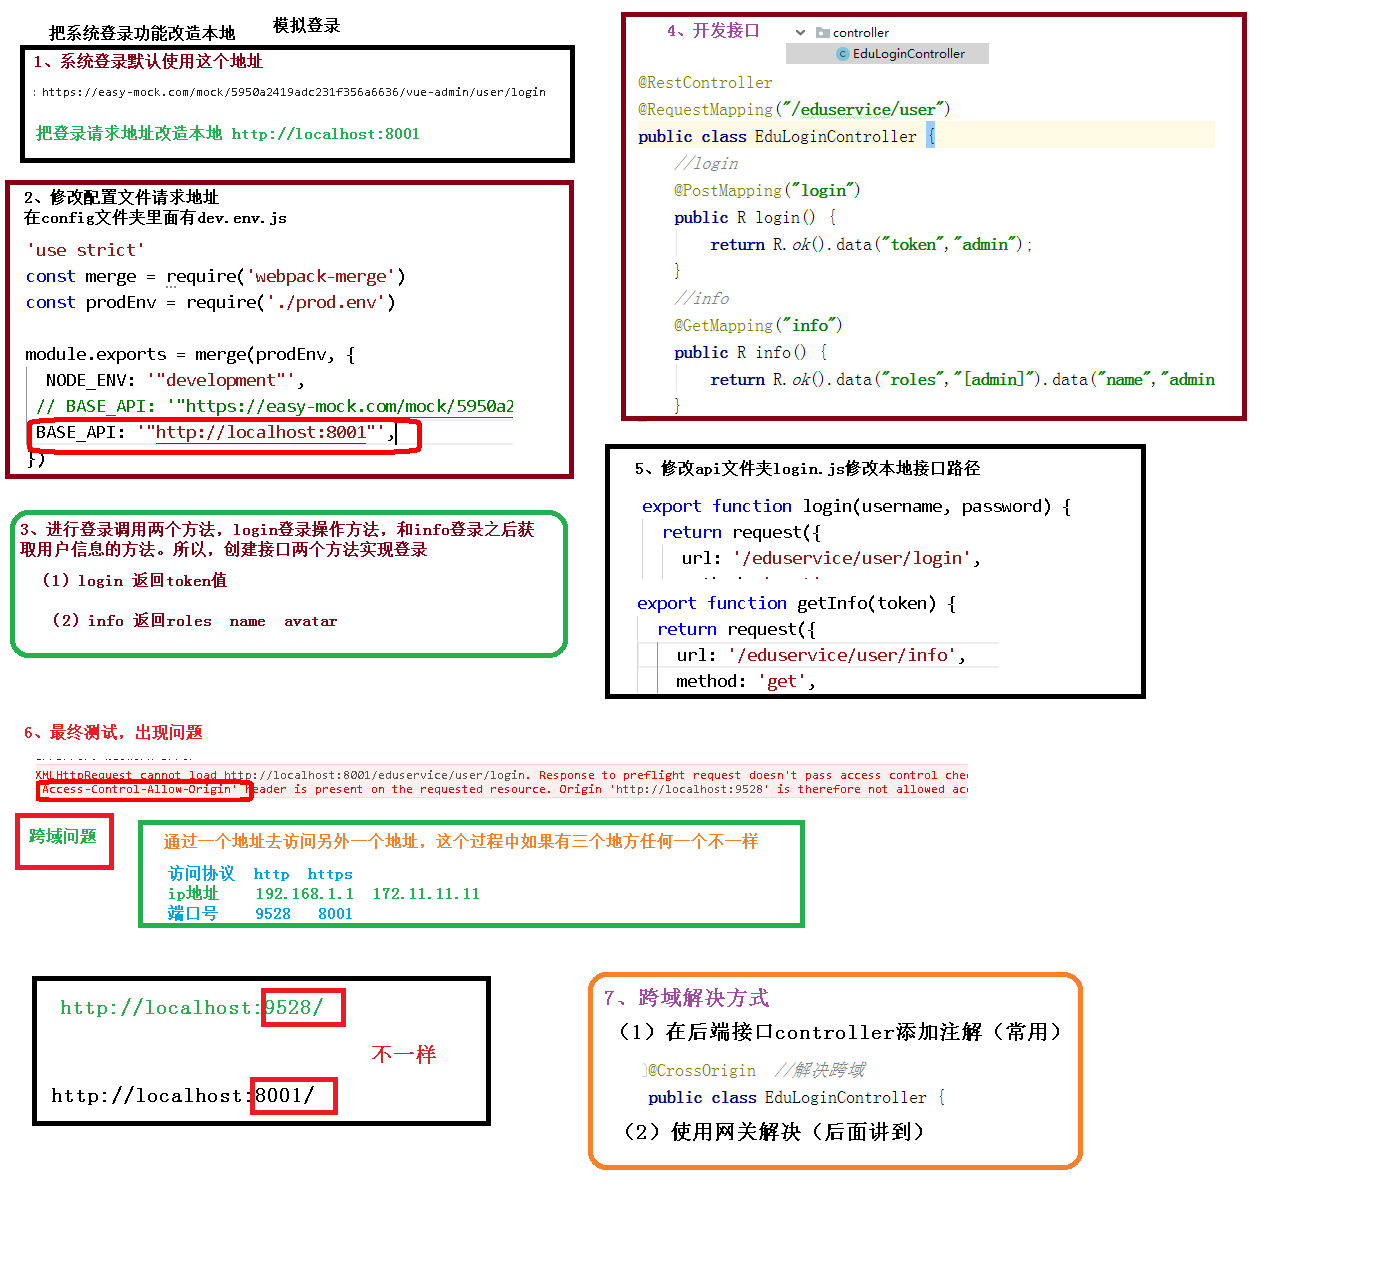 把系统登录功能改造本地
模拟登录
1、系统登录默认使用这个地址
: https://easy-mock.com/mock/5950a2419adc231f356a6636/vue-admin/user/login
把登录请求地址改造本地 http://localhost:8001
2、修改配置文件请求地址
在config文件夹里面有dev.env.js
'use strict'
const merge = require('webpack-merge')
const prodEnv = require('./prod.env')
module.exports = merge(prodEnv, {
NODE_ENV: '"development"',
// BASE_API: '"https://easy-mock.com/mock/5950a2
BASE_API: '"http://localhost:8001"',
})
3、进行登录调用两个方法，login登录操作方法，和info登录之后获
取用户信息的方法。所以，创建接口两个方法实现登录
（1）login 返回token值
（2）info 返回roles name avatar
4、开发接口
controller
EduLoginController
@RestController
@RequestMapping("/eduservice/user")
public class EduLoginController {
//login
@PostMapping("login")
public R login() {
return R.ok().data("token","admin");
}
//info
@GetMapping("info")
public R info() {
return R.ok().data("roles","[admin]").data("name","admin
}
5、修改api文件夹login.js修改本地接口路径
export function login(username, password) {
return request({
url: '/eduservice/user/login',
export function getInfo(token) {
return request({
url: '/eduservice/user/info',
method: 'get',
6、最终测试，出现问题
XMLHttpRequest cannot load http://localhost:8001/eduservice/user/login. Response to preflight request doesn't pass access control che
Access-Control-Allow-Origin' header is present on the requested resource. Origin 'http://localhost:9528' is therefore not allowed acc
跨域问题
通过一个地址去访问另外一个地址，这个过程中如果有三个地方任何一个不一样
访问协议 http https
ip地址 192.168.1.1 172.11.11.11
端口号 9528 8001
http://localhost:9528/
不一样
http://localhost:8001/
7、跨域解决方式
（1）在后端接口controller添加注解（常用）
@CrossOrigin //解决跨域
public class EduLoginController {
（2）使用网关解决（后面讲到）